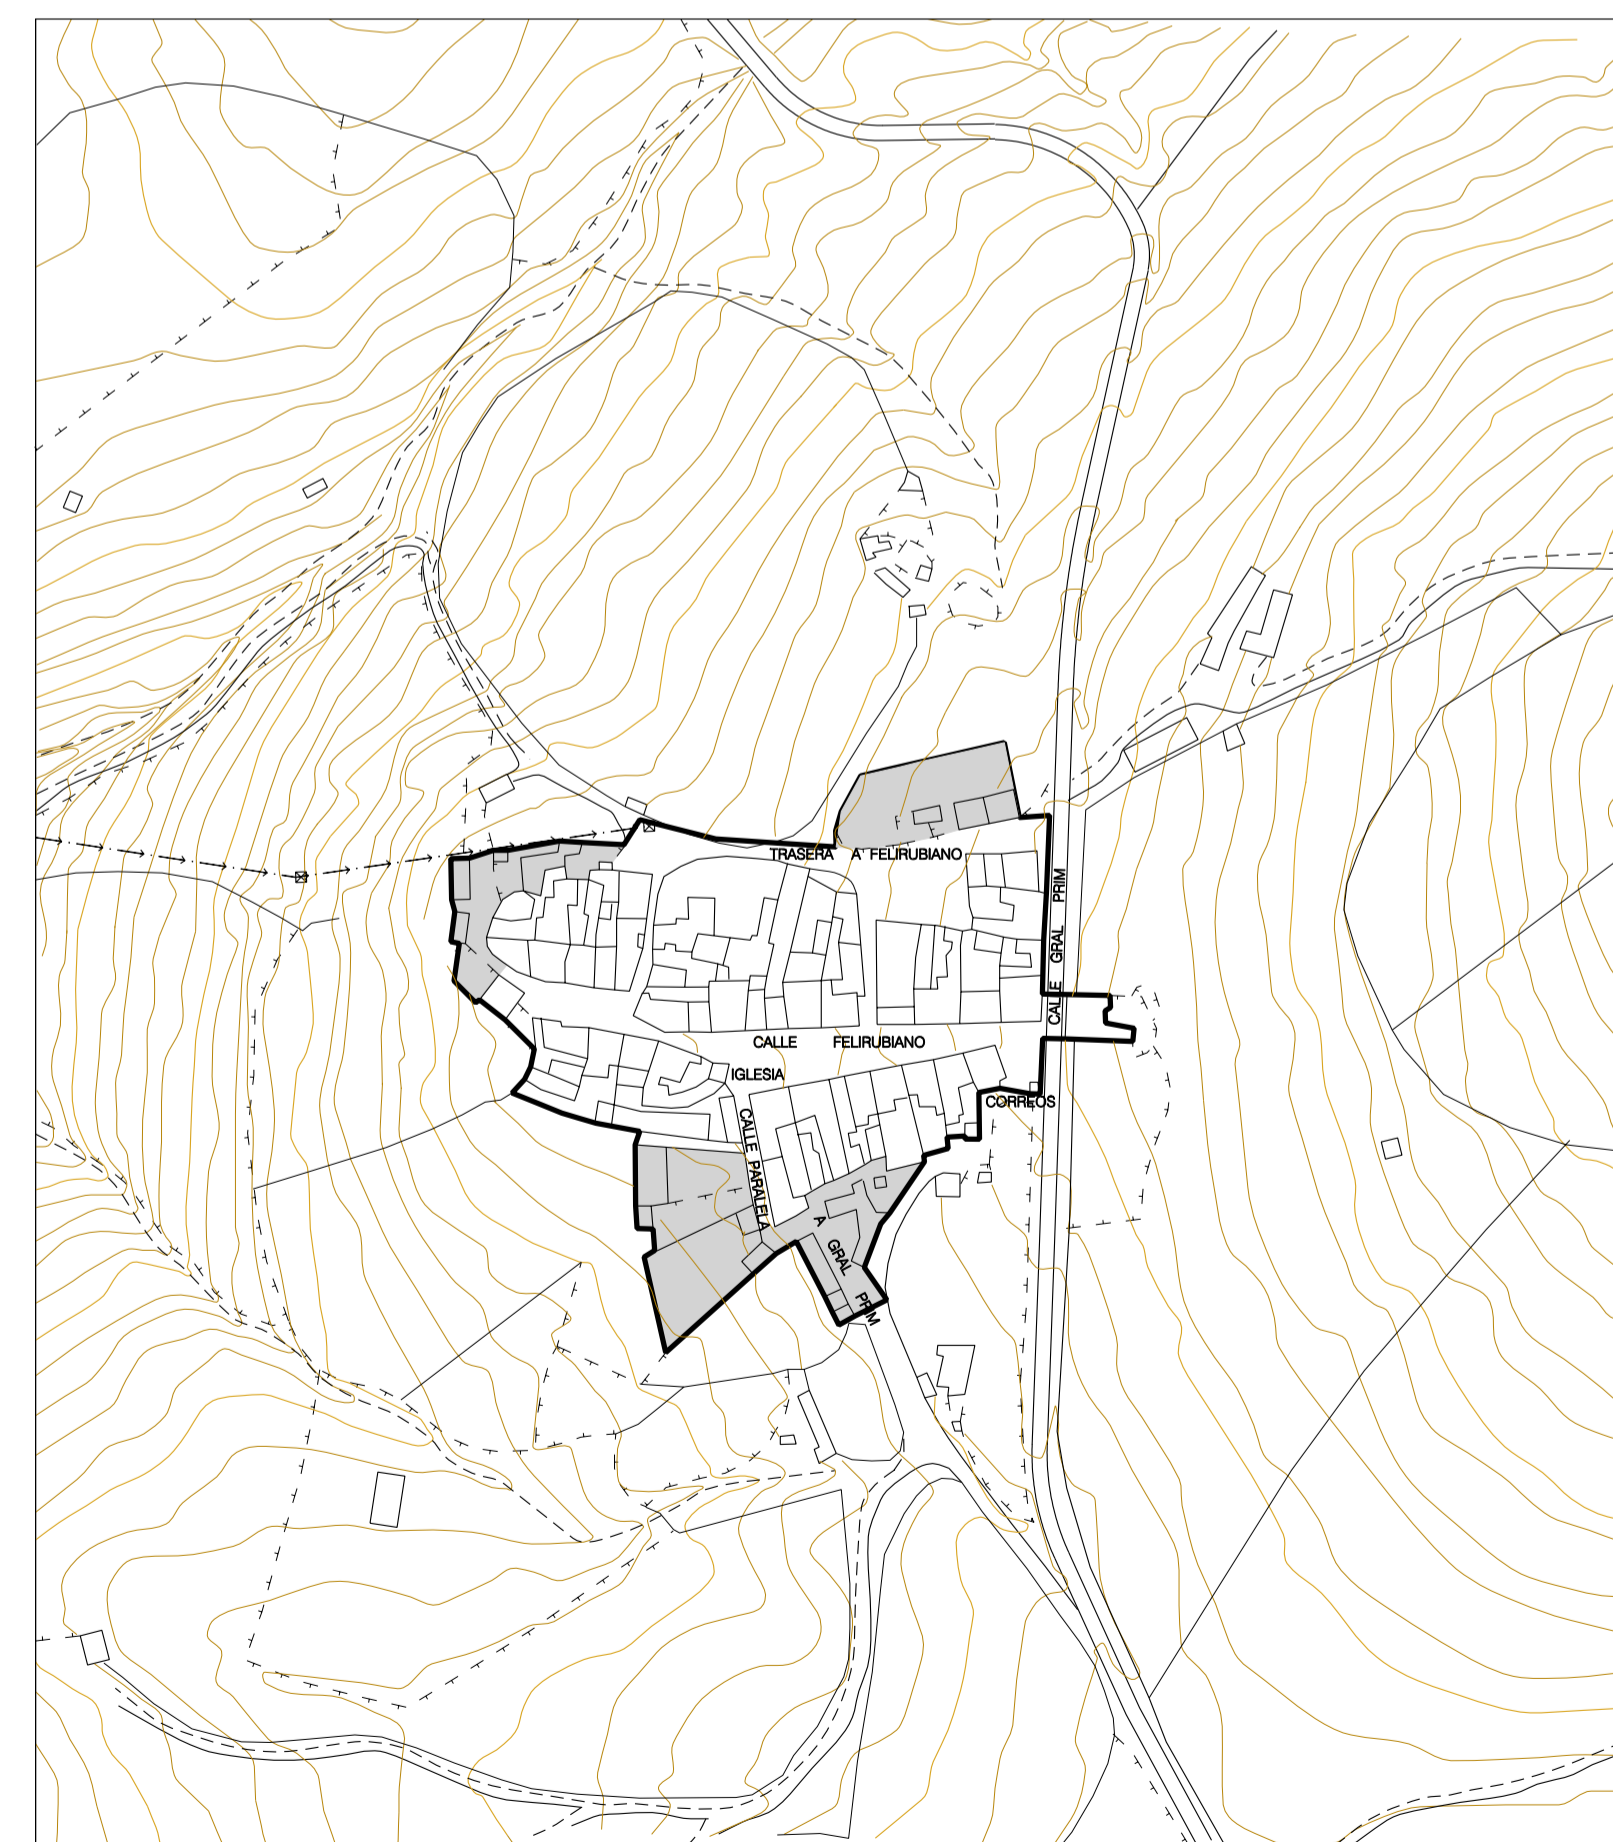 TRASERA A FELIRUBIANO
CALLE GRAL PRIM
CALLE FELIRUBIANO
IGLESIA
CORREOS
CALLE PARALELA A GRAL PRIM